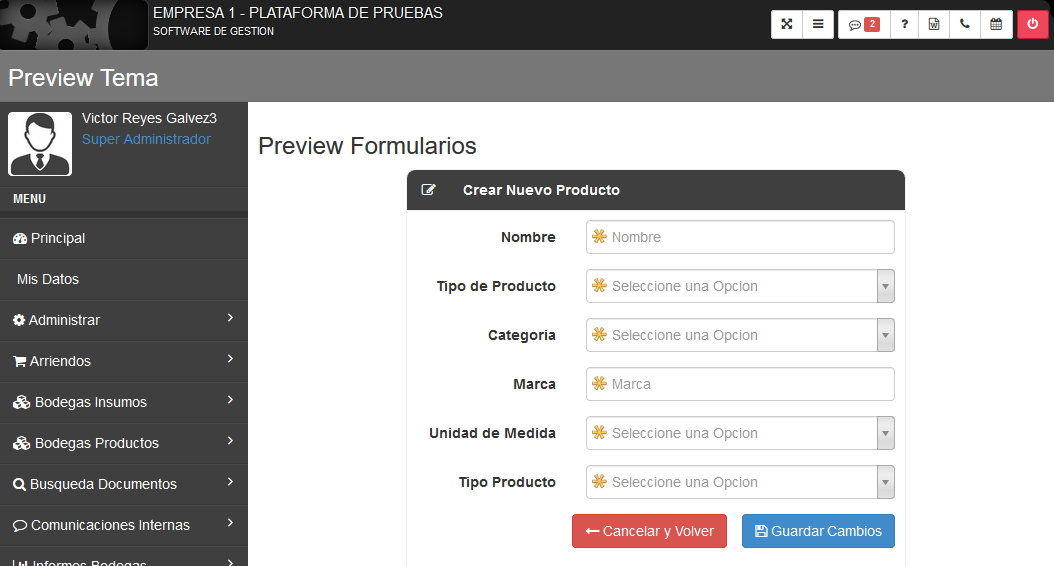 EMPRESA 1 - PLATAFORMA DE PRUEBAS
SOFTWARE DE GESTION
2
?
Preview Tema
Victor Reyes Galvez3
Super Administrador
MENU
Principal
Mis Datos
Administrar
Arriendos
Bodegas Insumos
Bodegas Productos
Busqueda Documentos
Comunicaciones Internas
Informes Bodegas
Preview Formularios
Crear Nuevo Producto
Nombre Nombre
Tipo de Producto Seleccione una Opcion
Categoria Seleccione una Opcion
Marca Marca
Unidad de Medida Seleccione una Opcion
Tipo Producto Seleccione una Opcion
Cancelar y Volver Guardar Cambios